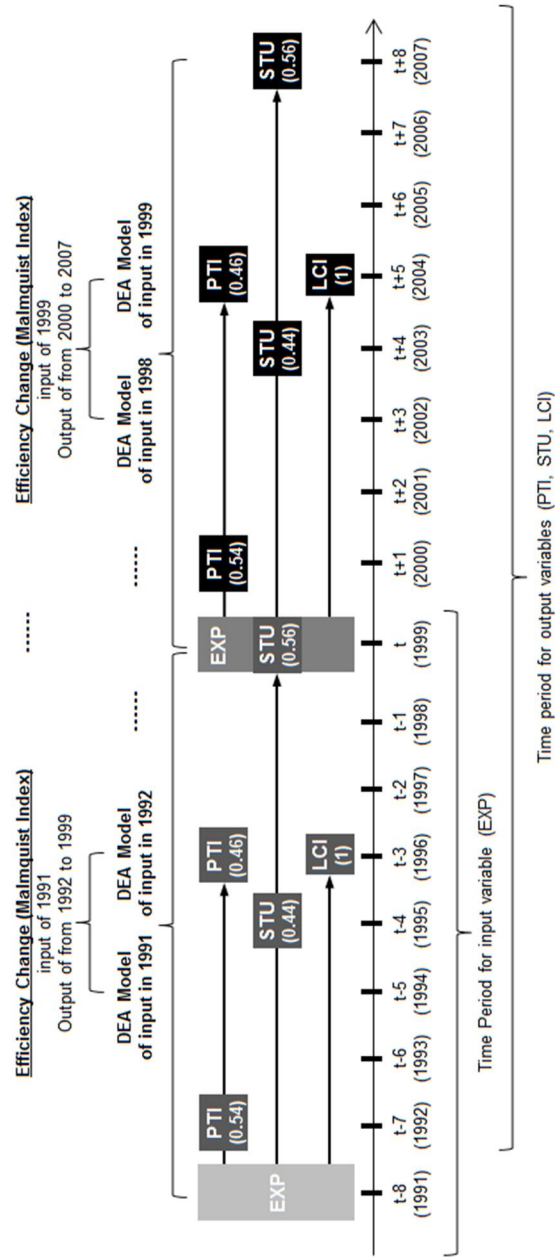 Efficiency Change (Malmquist Index)
input of 1991
Output of from 1992 to 1999
......
Efficiency Change (Malmquist Index)
input of 1999
Output of from 2000 to 2007
DEA Model
of input in 1991
DEA Model
of input in 1992
......
......
DEA Model
of input in 1998
DEA Model
of input in 1999
EXP
PTI
(0.54)
STU
(0.44)
PTI
(0.46)
LCI
(1)
EXP
STU
(0.56)
PTI
(0.54)
STU
(0.44)
PTI
(0.46)
LCI
(1)
STU
(0.56)
t-8
(1991)
t-7
(1992)
t-6
(1993)
t-5
(1994)
t-4
(1995)
t-3
(1996)
t-2
(1997)
t-1
(1998)
t
(1999)
t+1
(2000)
t+2
(2001)
t+3
(2002)
t+4
(2003)
t+5
(2004)
t+6
(2005)
t+7
(2006)
t+8
(2007)
Time Period for input variable (EXP)
Time period for output variables (PTI, STU, LCI)